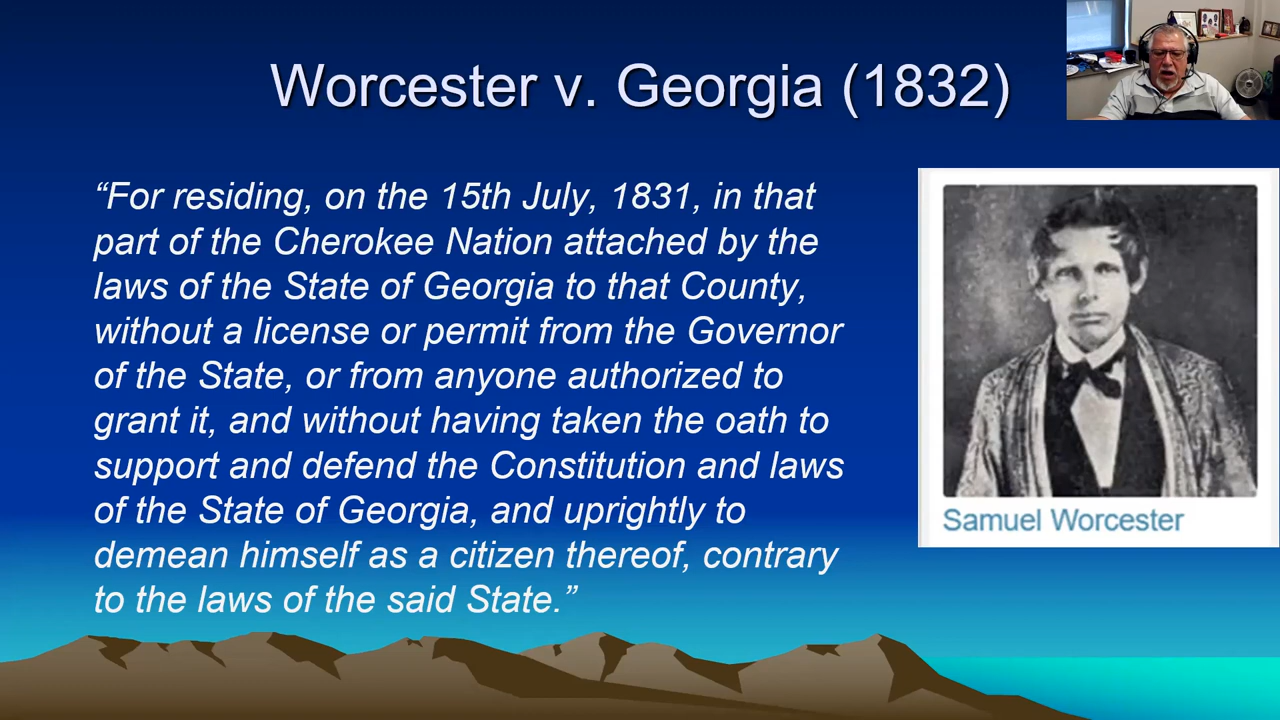 Worcester v. Georgia (1832)
“For residing, on the 15th July, 1831, in that
part of the Cherokee Nation attached by the
laws of the State of Georgia to that County,
without a license or permit from the Governor
of the State, or from anyone authorized to
grant it, and without having taken the oath to
support and defend the Constitution and laws
of the State of Georgia, and uprightly to
demean himself as a citizen thereof, contrary
to the laws of the said State.”
Samuel Worcester